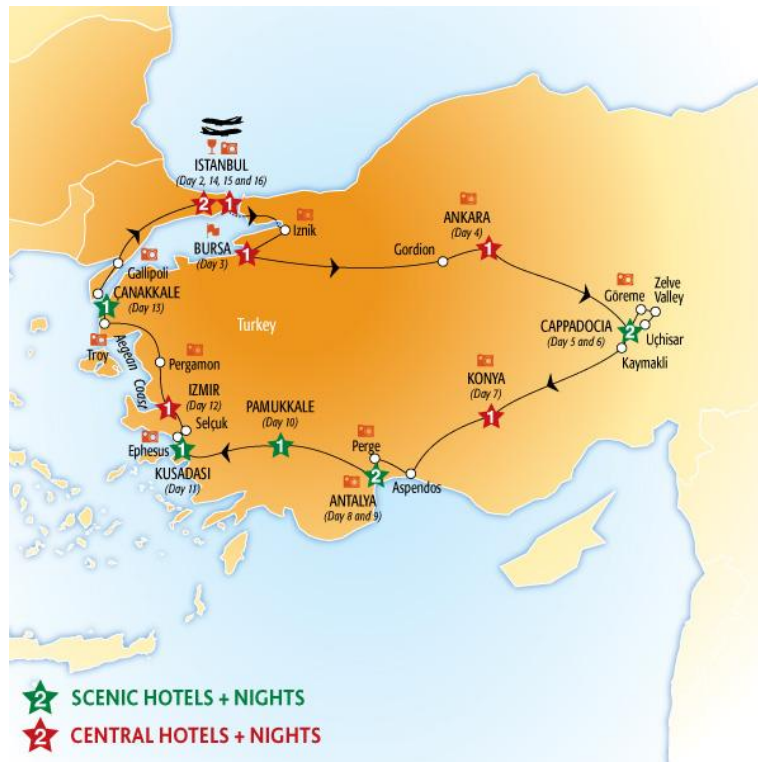 ISTANBUL
(Day 2, 14, 15 and 16)
2
1
Iznik
BURSA
(Day 3)
1
ANKARA
(Day 4)
1
Gordion
Gallipoli
CANAKKALE
(Day 13)
1
Göreme
Zelve
Valley
CAPPADOCIA
(Day 5 and 6)
2
Uçhisar
Kaymakli
Turkey
Troy
Aegean Coast
Pergamon
IZMIR
(Day 12)
1
Selçuk
PAMUKKALE
(Day 10)
1
KONYA
(Day 7)
1
Ephesus
1
KUSADASI
(Day 11)
Perge
2
Aspendos
ANTALYA
(Day 8 and 9)
2 SCENIC HOTELS + NIGHTS
2 CENTRAL HOTELS + NIGHTS